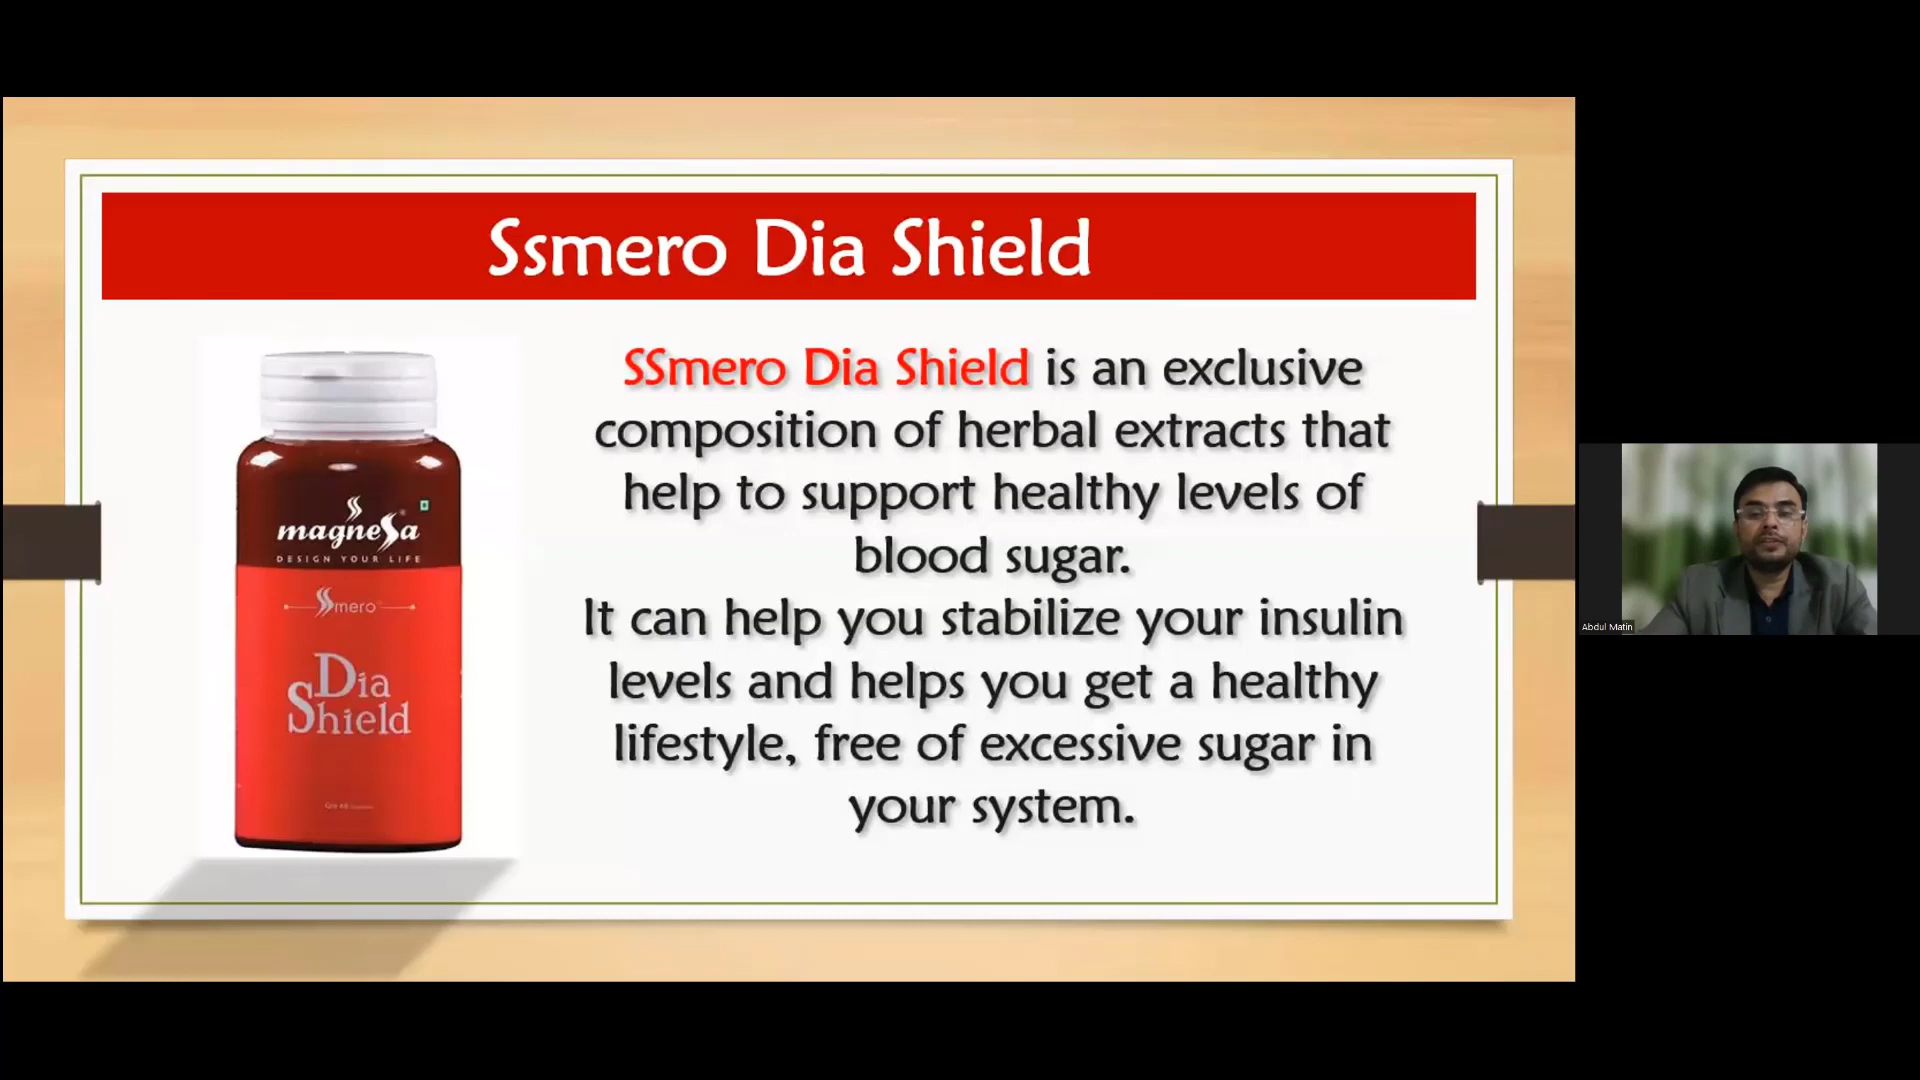 Ssmero Dia Shield
SSmero Dia Shield is an exclusive
composition of herbal extracts that
help to support healthy levels of
blood sugar.
It can help you stabilize your insulin
levels and helps you get a healthy
lifestyle, free of excessive sugar in
your system.
magneSa
DESIGN YOUR LIFE
SSmero
Dia
Shield
Abdul Matin